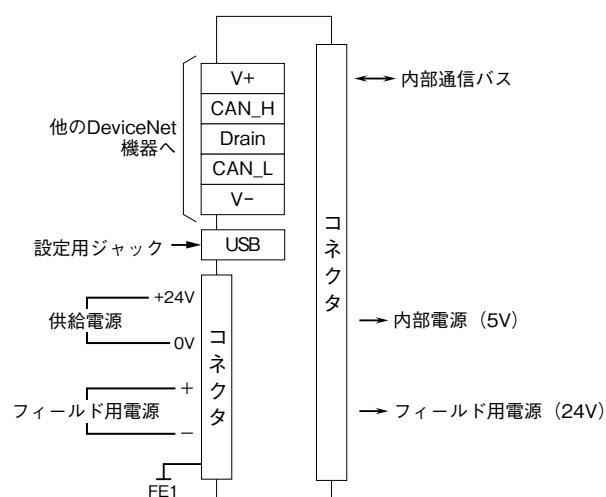 V+
CAN_H
Drain
CAN_L
V−
他のDeviceNet
機器へ
設定用ジャック
USB
+24V
供給電源
0V
+
フィールド用電源
−
FE1
コネクタ
コネクタ
内部通信バス
内部電源（5V）
フィールド用電源（24V）